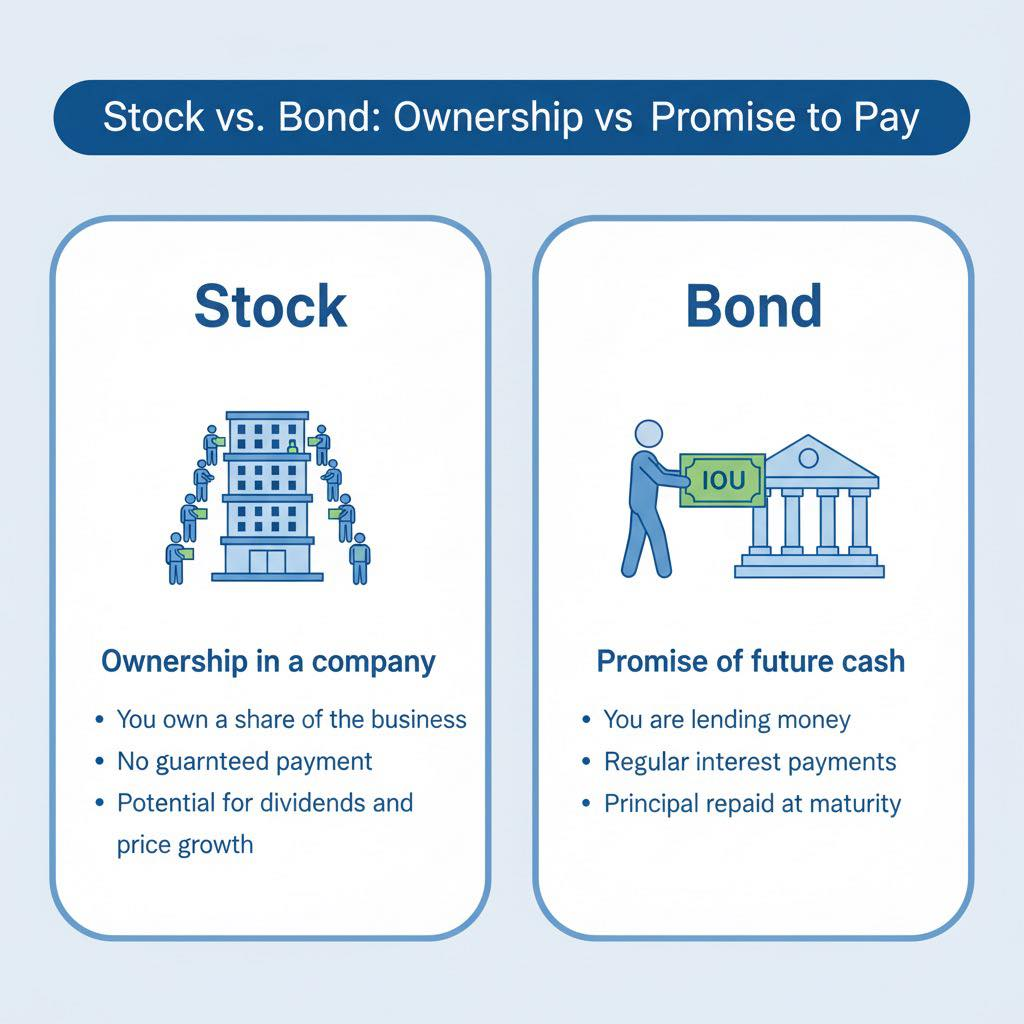 Stock vs. Bond: Ownership vs Promise to Pay
Stock
Ownership in a company
• You own a share of the business
• No guarnteed payment
• Potential for dividends and
price growth
Bond
IOU
Promise of future cash
• You are lending money
• Regular interest payments
• Principal repaid at maturity